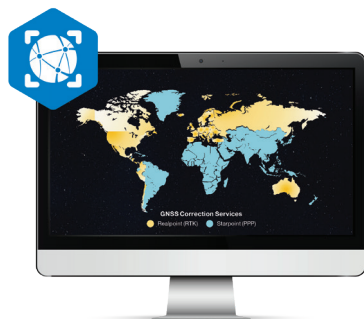 GNSS Correction Services
Realpoint (RTK) Starpoint (PPP)